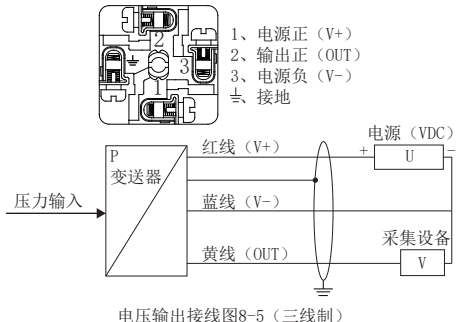 2
3
1
1、电源正（V+）
2、输出正（OUT）
3、电源负（V-）
⏚、接地
电源（VDC）
+ U -
P
变送器
压力输入
红线（V+）
蓝线（V-）
黄线（OUT）
采集设备
V
电压输出接线图8-5（三线制）